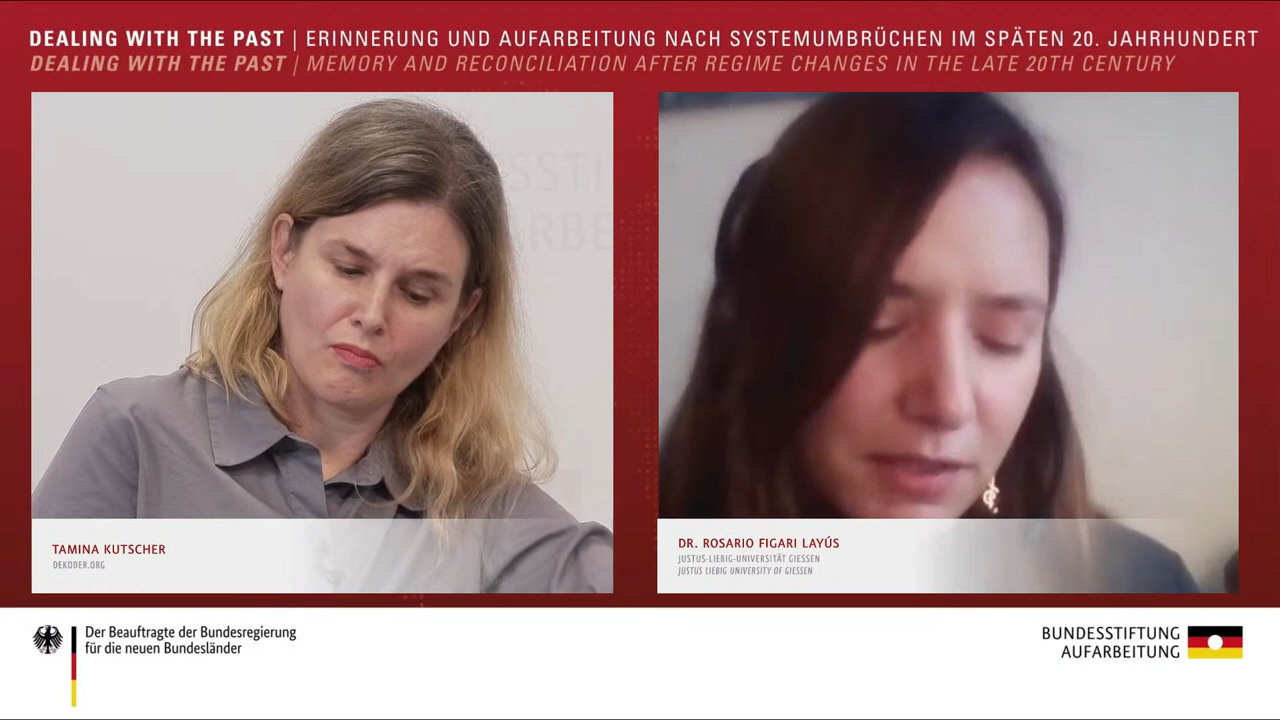 DEALING WITH THE PAST | ERINNERUNG UND AUFARBEITUNG NACH SYSTEMUMBRÜCHEN IM SPÄTEN 20. JAHRHUNDERT
DEALING WITH THE PAST | MEMORY AND RECONCILIATION AFTER REGIME CHANGES IN THE LATE 20TH CENTURY
SSTI
ARBE
TAMINA KUTSCHER
DEKODER.ORG
DR. ROSARIO FIGARI LAYÚS
JUSTUS-LIEBIG-UNIVERSITÄT GIESSEN
JUSTUS LIEBIG UNIVERSITY OF GIESSEN
Der Beauftragte der Bundesregierung
für die neuen Bundesländer
BUNDESSTIFTUNG
AUFARBEITUNG